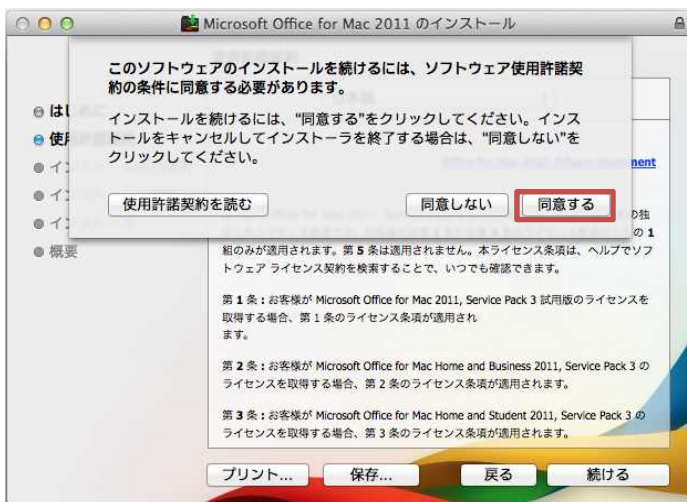 Microsoft Office for Mac 2011 のインストール
このソフトウェアのインストールを続けるには、ソフトウェア使用許諾契
約の条件に同意する必要があります。
インストールを続けるには、"同意する"をクリックしてください。インス
トールをキャンセルしてインストーラを終了する場合は、"同意しない"を
クリックしてください。
使用許諾契約を読む
同意しない
同意する
はじめに
使用
イ
イ
イ
概要
の独
の 1
組のみが適用されます。第 5 条は適用されません。本ライセンス条項は、ヘルプでソフ
トウェア ライセンス契約を検索することで、いつでも確認できます。
第 1 条：お客様が Microsoft Office for Mac 2011, Service Pack 3 試用版のライセンスを
取得する場合、第 1 条のライセンス条項が適用され
ます。
第 2 条：お客様が Microsoft Office for Mac Home and Business 2011, Service Pack 3 の
ライセンスを取得する場合、第 2 条のライセンス条項が適用されます。
第 3 条：お客様が Microsoft Office for Mac Home and Student 2011, Service Pack 3 の
ライセンスを取得する場合、第 3 条のライセンス条項が適用されます。
プリント...
保存...
戻る
続ける